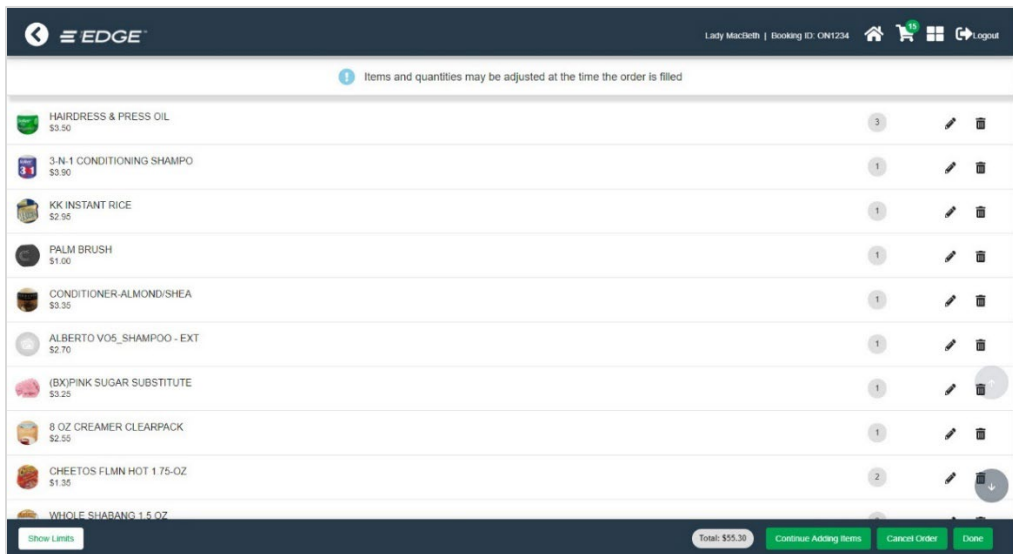 EDGE
Lady MacBeth | Booking ID: ON1234
15
Logout
Items and quantities may be adjusted at the time the order is filled
HAIRDRESS & PRESS OIL
$3.50
3
3-N-1 CONDITIONING SHAMPO
$3.90
1
KK INSTANT RICE
$2.95
1
PALM BRUSH
$1.00
1
CONDITIONER-ALMOND/SHEA
$3.35
1
ALBERTO VO5_SHAMPOO - EXT
$2.70
1
(BX)PINK SUGAR SUBSTITUTE
$3.25
1
8 OZ CREAMER CLEARPACK
$2.55
1
CHEETOS FLMN HOT 1.75-OZ
$1.35
2
WHOLE SHABANG 1.5 OZ
Show Limits
Total: $55.30
Continue Adding Items
Cancel Order
Done